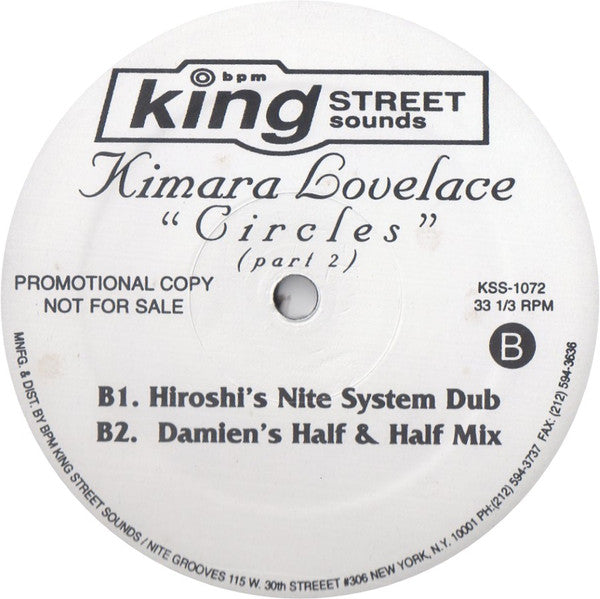 bpm
king STREET
sounds
Kimara Lovelace
"Circles"
(part 2)
PROMOTIONAL COPY
NOT FOR SALE
KSS-1072
33 1/3 RPM
B
B1. Hiroshi's Nite System Dub
B2. Damien's Half & Half Mix
MNFG. & DIST. BY BPM KING STREET SOUNDS / NITE GROOVES 115 W. 30th STREEET #306 NEW YORK, N.Y. 10001 PH:(212) 594-3737 FAX: (212) 594-3636